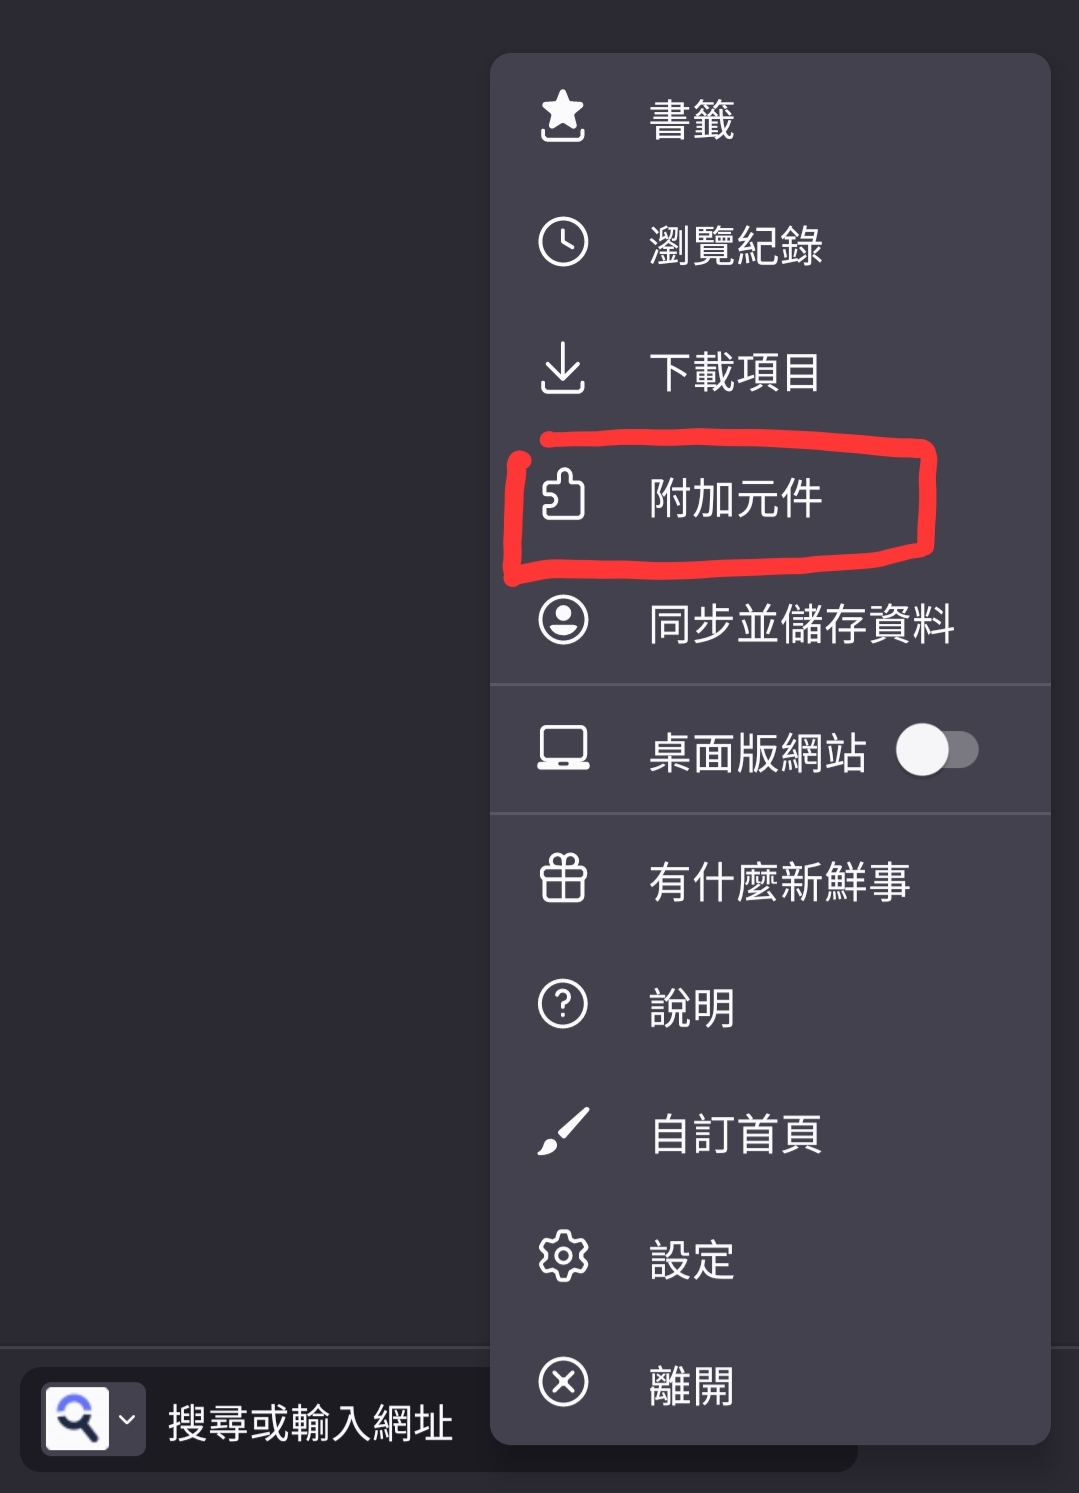 書籤
瀏覽紀錄
下載項目
附加元件
同步並儲存資料
桌面版網站
有什麼新鮮事
說明
自訂首頁
設定
離開
搜尋或輸入網址